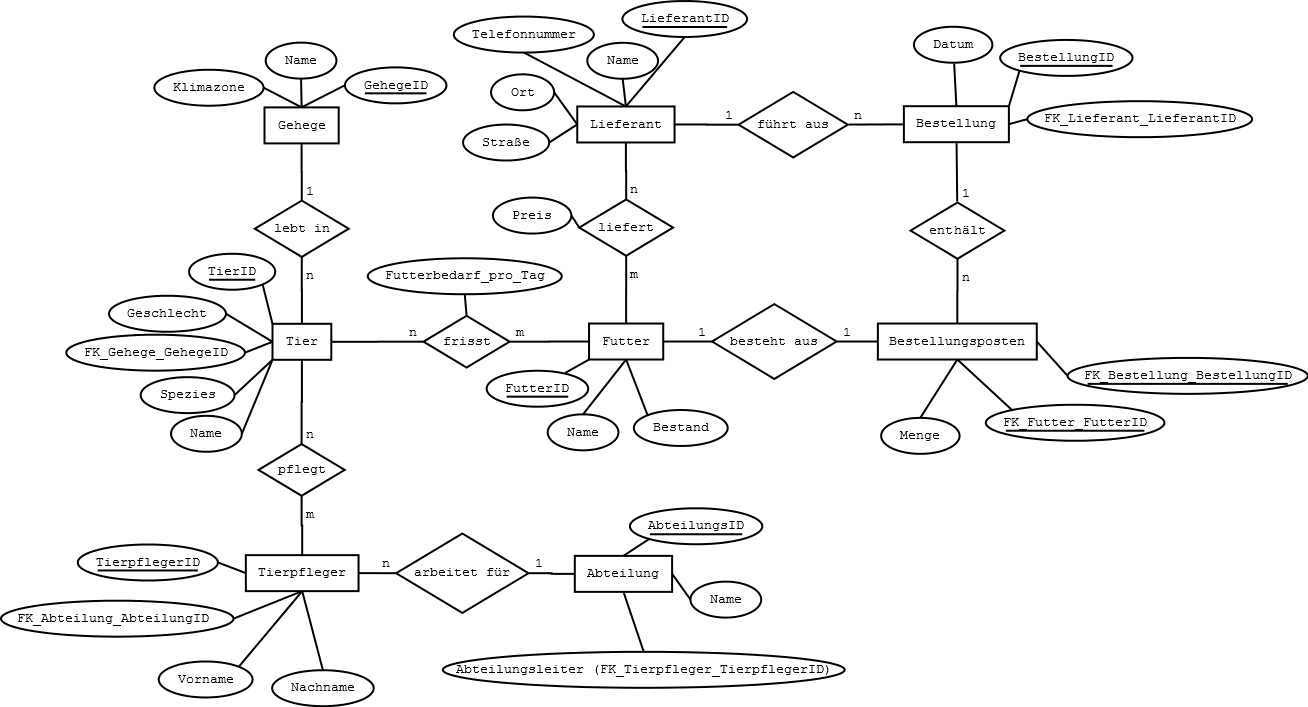 LieferantID
Telefonnummer
Datum
Name
Name
BestellungID
Klimazone
GehegeID
Ort
FK_Lieferant_LieferantID
Gehege
Lieferant
1
führt aus
n
Bestellung
Straße
1
n
1
Preis
lebt in
liefert
enthält
TierID
n
Futterbedarf_pro_Tag
m
n
Geschlecht
FK_Gehege_GehegeID
Tier
n
frisst
m
Futter
1
besteht aus
1
Bestellungsposten
FK_Bestellung_BestellungID
Spezies
FutterID
Name
Name
Bestand
Menge
FK_Futter_FutterID
n
pflegt
m
AbteilungsID
TierpflegerID
Tierpfleger
n
arbeitet für
1
Abteilung
Name
FK_Abteilung_AbteilungID
Vorname
Nachname
Abteilungsleiter (FK_Tierpfleger_TierpflegerID)